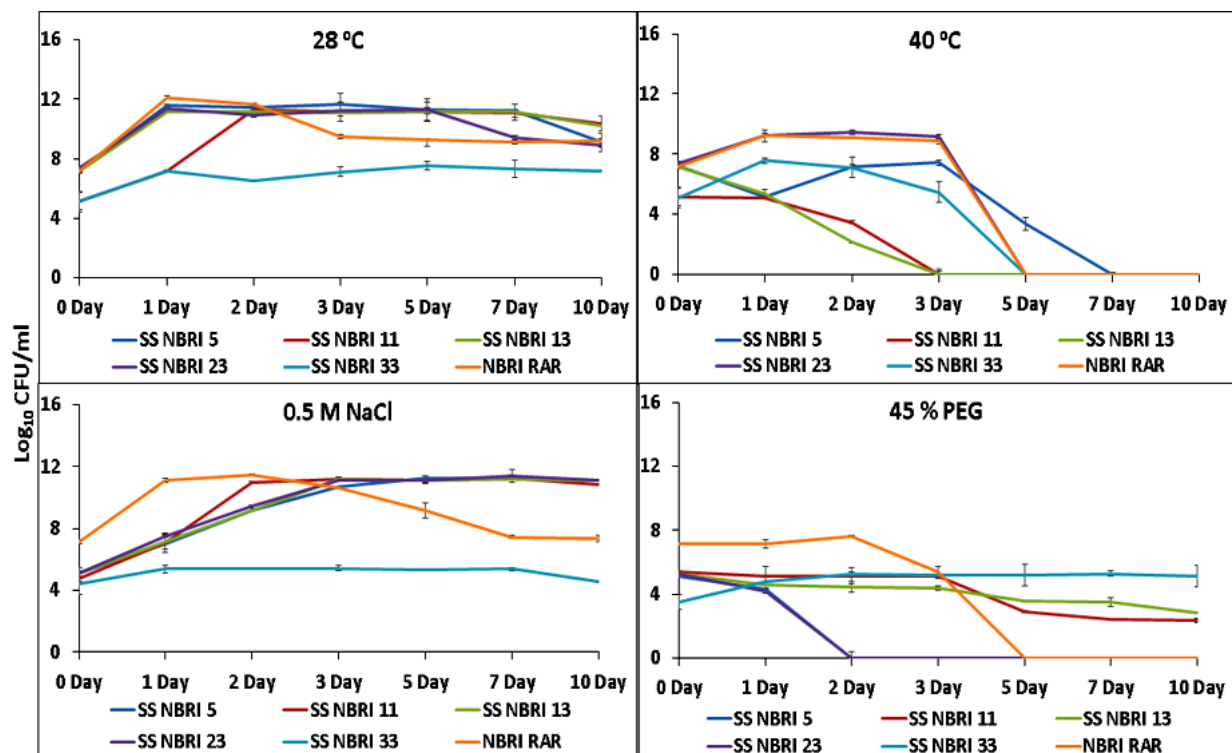 28 ºC
16
12
8
4
0
0 Day 1 Day 2 Day 3 Day 5 Day 7 Day 10 Day
SS NBRI 5 SS NBRI 11 SS NBRI 13
SS NBRI 23 SS NBRI 33 NBRI RAR
40 ºC
16
12
8
4
0
0 Day 1 Day 2 Day 3 Day 5 Day 7 Day 10 Day
SS NBRI 5 SS NBRI 11 SS NBRI 13
SS NBRI 23 SS NBRI 33 NBRI RAR
Log₁₀ CFU/ml
0.5 M NaCl
16
12
8
4
0
0 Day 1 Day 2 Day 3 Day 5 Day 7 Day 10 Day
SS NBRI 5 SS NBRI 11 SS NBRI 13
SS NBRI 23 SS NBRI 33 NBRI RAR
45 % PEG
16
12
8
4
0
0 Day 1 Day 2 Day 3 Day 5 Day 7 Day 10 Day
SS NBRI 5 SS NBRI 11 SS NBRI 13
SS NBRI 23 SS NBRI 33 NBRI RAR